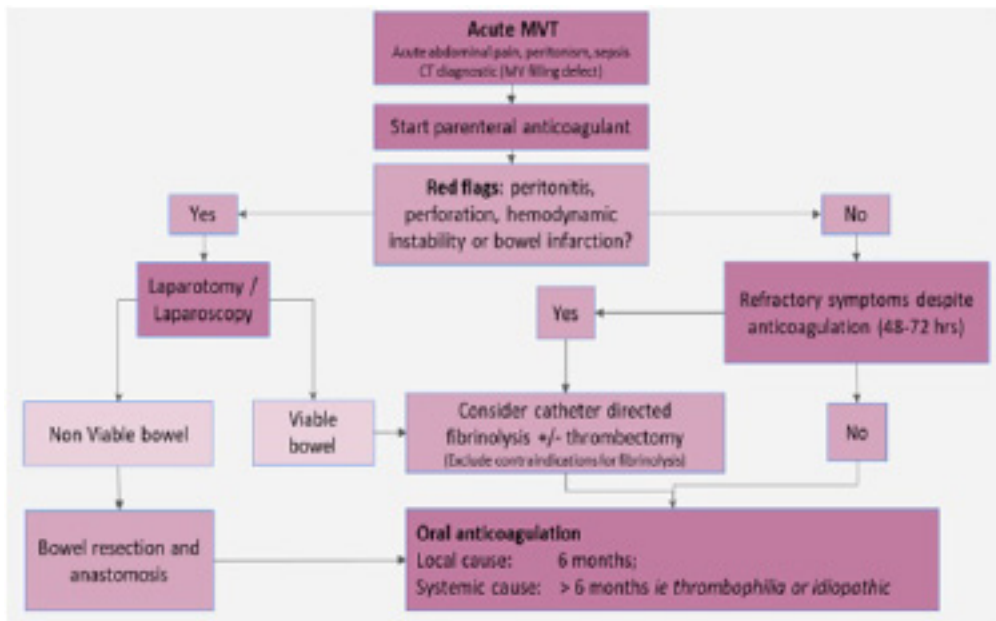 Acute MVT
Acute abdominal pain, peritonism, sepsis
CT diagnostic (MV filling defect)
Start parenteral anticoagulant
Red flags: peritonitis,
perforation, hemodynamic
instability or bowel infarction?
Yes
No
Laparotomy /
Laparoscopy
Refractory symptoms despite
anticoagulation (48-72 hrs)
Yes
Non Viable bowel
Viable
bowel
Consider catheter directed
fibrinolysis +/- thrombectomy
(Exclude contraindications for fibrinolysis)
No
Bowel resection and
anastomosis
Oral anticoagulation
Local cause: 6 months;
Systemic cause: > 6 months ie thrombophilia or idiopathic